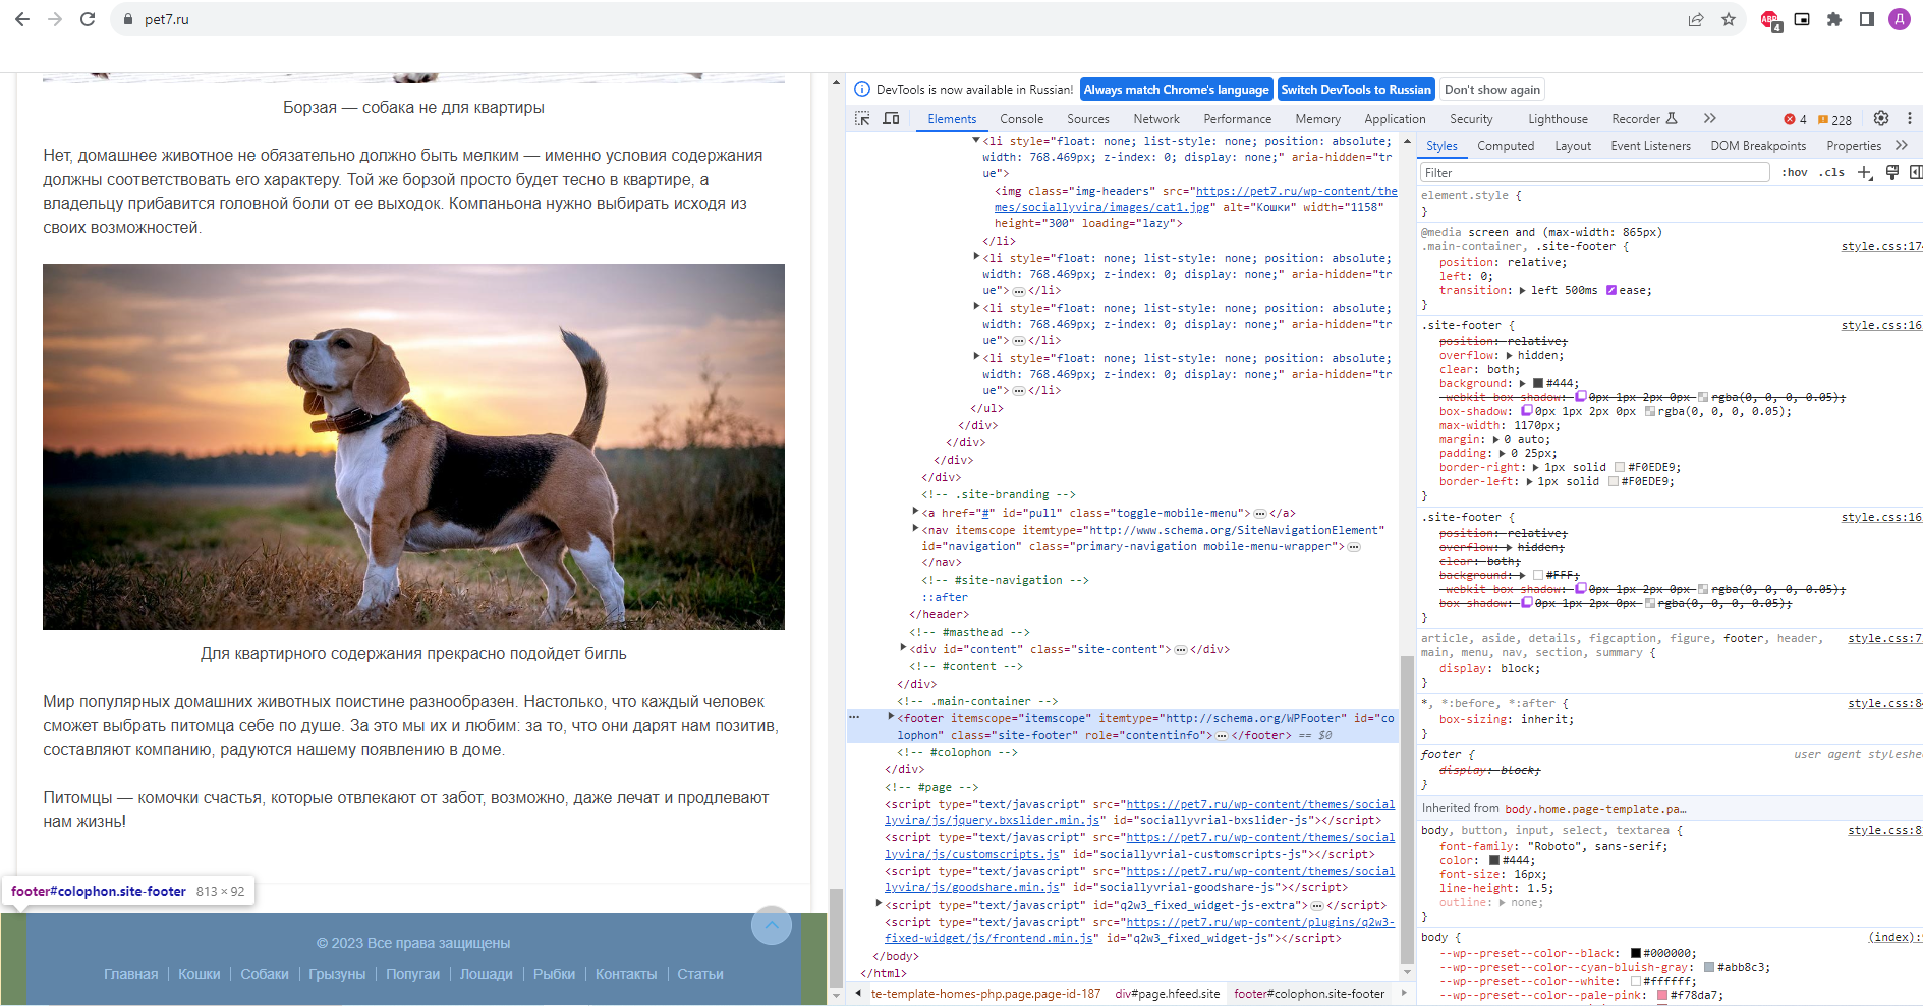 pet7.ru
4
Д
Борзая — собака не для квартиры
Нет, домашнее животное не обязательно должно быть мелким — именно условия содержания
должны соответствовать его характеру. Той же борзой просто будет тесно в квартире, а
владельцу прибавится головной боли от ее выходок. Компаньона нужно выбирать исходя из
своих возможностей.
Для квартирного содержания прекрасно подойдет бигль
Мир популярных домашних животных поистине разнообразен. Настолько, что каждый человек
сможет выбрать питомца себе по душе. За это мы их и любим: за то, что они дарят нам позитив,
составляют компанию, радуются нашему появлению в доме.
Питомцы — комочки счастья, которые отвлекают от забот, возможно, даже лечат и продлевают
нам жизнь!
footer#colophon.site-footer 813 × 92
© 2023 Все права защищены
Главная | Кошки | Собаки | Грызуны | Попугаи | Лошади | Рыбки | Контакты | Статьи
DevTools is now available in Russian! Always match Chrome's language Switch DevTools to Russian Don't show again
Elements Console Sources Network Performance Memory Application Security Lighthouse Recorder 4 228
<li style="float: none; list-style: none; position: absolute;
width: 768.469px; z-index: 0; display: none;" aria-hidden="tr
ue">
<img class="img-headers" src="https://pet7.ru/wp-content/the
mes/sociallyvira/images/cat1.jpg" alt="Кошки" width="1158"
height="300" loading="lazy">
</li>
<li style="float: none; list-style: none; position: absolute;
width: 768.469px; z-index: 0; display: none;" aria-hidden="tr
ue">…</li>
<li style="float: none; list-style: none; position: absolute;
width: 768.469px; z-index: 0; display: none;" aria-hidden="tr
ue">…</li>
<li style="float: none; list-style: none; position: absolute;
width: 768.469px; z-index: 0; display: none;" aria-hidden="tr
ue">…</li>
</ul>
</div>
</div>
</div>
</div>
<!-- .site-branding -->
<a href="#" id="pull" class="toggle-mobile-menu">…</a>
<nav itemscope itemtype="http://www.schema.org/SiteNavigationElement"
id="navigation" class="primary-navigation mobile-menu-wrapper">…
</nav>
<!-- #site-navigation -->
::after
</header>
<!-- #masthead -->
<div id="content" class="site-content">…</div>
<!-- #content -->
</div>
<!-- .main-container -->
<footer itemscope="itemscope" itemtype="http://schema.org/WPFooter" id="co
lophon" class="site-footer" role="contentinfo">…</footer> == $0
<!-- #colophon -->
</div>
<!-- #page -->
<script type="text/javascript" src="https://pet7.ru/wp-content/themes/social
lyvira/js/jquery.bxslider.min.js" id="sociallyvrial-bxslider-js"></script>
<script type="text/javascript" src="https://pet7.ru/wp-content/themes/social
lyvira/js/customscripts.js" id="sociallyvrial-customscripts-js"></script>
<script type="text/javascript" src="https://pet7.ru/wp-content/themes/social
lyvira/js/goodshare.min.js" id="sociallyvrial-goodshare-js"></script>
<script type="text/javascript" id="q2w3_fixed_widget-js-extra">…</script>
<script type="text/javascript" src="https://pet7.ru/wp-content/plugins/q2w3-
fixed-widget/js/frontend.min.js" id="q2w3_fixed_widget-js"></script>
</body>
</html>
te-template-homes-php.page.page-id-187 div#page.hfeed.site footer#colophon.site-footer
Styles Computed Layout Event Listeners DOM Breakpoints Properties
Filter :hov .cls
element.style {
}
@media screen and (max-width: 865px)
.main-container, .site-footer { style.css:174
position: relative;
left: 0;
transition: left 500ms ease;
}
.site-footer { style.css:16
position: relative;
overflow: hidden;
clear: both;
background: #444;
-webkit-box-shadow: 0px 1px 2px 0px rgba(0, 0, 0, 0.05);
box-shadow: 0px 1px 2px 0px rgba(0, 0, 0, 0.05);
max-width: 1170px;
margin: 0 auto;
padding: 0 25px;
border-right: 1px solid #F0EDE9;
border-left: 1px solid #F0EDE9;
}
.site-footer { style.css:16
position: relative;
overflow: hidden;
clear: both;
background: #FFF;
-webkit-box-shadow: 0px 1px 2px 0px rgba(0, 0, 0, 0.05);
box-shadow: 0px 1px 2px 0px rgba(0, 0, 0, 0.05);
}
article, aside, details, figcaption, figure, footer, header, style.css:7
main, menu, nav, section, summary {
display: block;
}
*, *:before, *:after { style.css:8
box-sizing: inherit;
}
footer { user agent styleshe
display: block;
}
Inherited from body.home.page-template.pa…
body, button, input, select, textarea { style.css:8
font-family: "Roboto", sans-serif;
color: #444;
font-size: 16px;
line-height: 1.5;
outline: none;
}
body { (index):
--wp--preset--color--black: #000000;
--wp--preset--color--cyan-bluish-gray: #abb8c3;
--wp--preset--color--white: #ffffff;
--wp--preset--color--pale-pink: #f78da7;